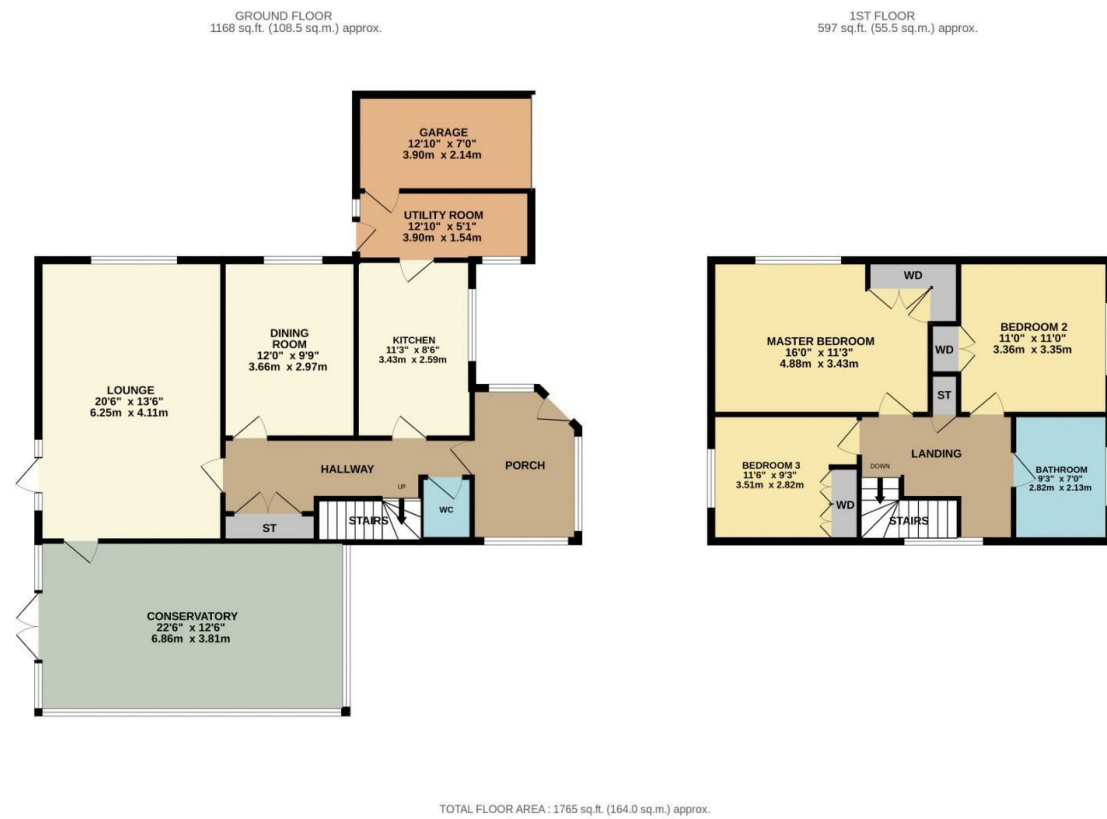 GROUND FLOOR
1168 sq.ft. (108.5 sq.m.) approx.
1ST FLOOR
597 sq.ft. (55.5 sq.m.) approx.
GARAGE
12'10" x 7'0"
3.90m x 2.14m
UTILITY ROOM
12'10" x 5'1"
3.90m x 1.54m
DINING
ROOM
12'0" x 9'9"
3.66m x 2.97m
KITCHEN
11'3" x 8'6"
3.43m x 2.59m
LOUNGE
20'6" x 13'6"
6.25m x 4.11m
HALLWAY
PORCH
UP
WC
STAIRS
ST
CONSERVATORY
22'6" x 12'6"
6.86m x 3.81m
WD
MASTER BEDROOM
16'0" x 11'3"
4.88m x 3.43m
WD
BEDROOM 2
11'0" x 11'0"
3.36m x 3.35m
ST
LANDING
DOWN
BEDROOM 3
11'6" x 9'3"
3.51m x 2.82m
WD
STAIRS
BATHROOM
9'3" x 7'0"
2.82m x 2.13m
TOTAL FLOOR AREA : 1765 sq.ft. (164.0 sq.m.) approx.